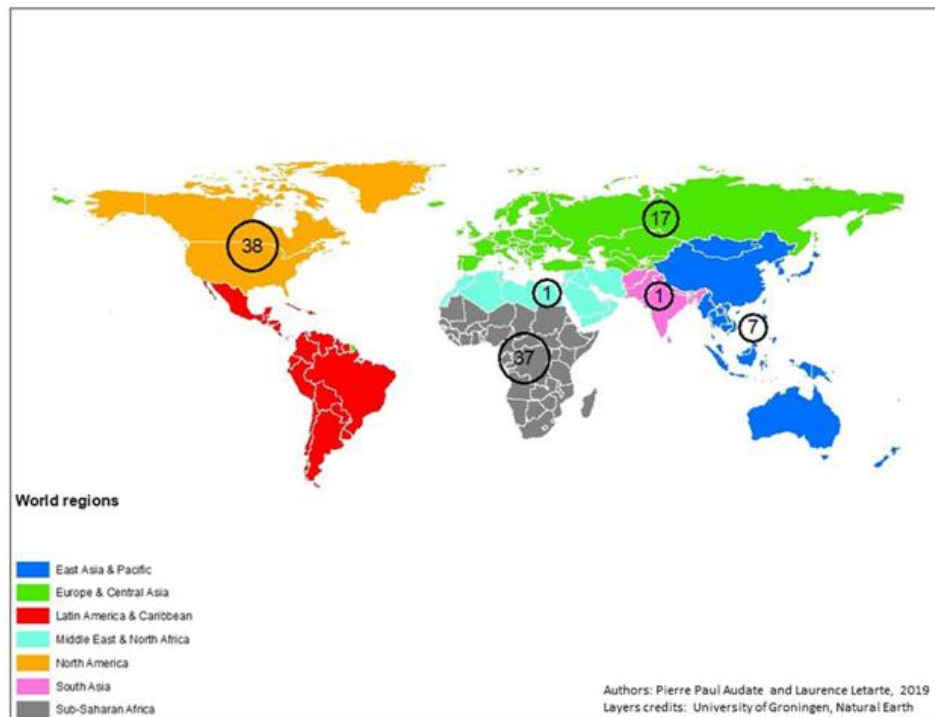 17
38
1
1
7
37
World regions
East Asia & Pacific
Europe & Central Asia
Latin America & Caribbean
Middle East & North Africa
North America
South Asia
Sub-Saharan Africa
Authors: Pierre Paul Audate and Laurence Letarte, 2019
Layers credits: University of Groningen, Natural Earth